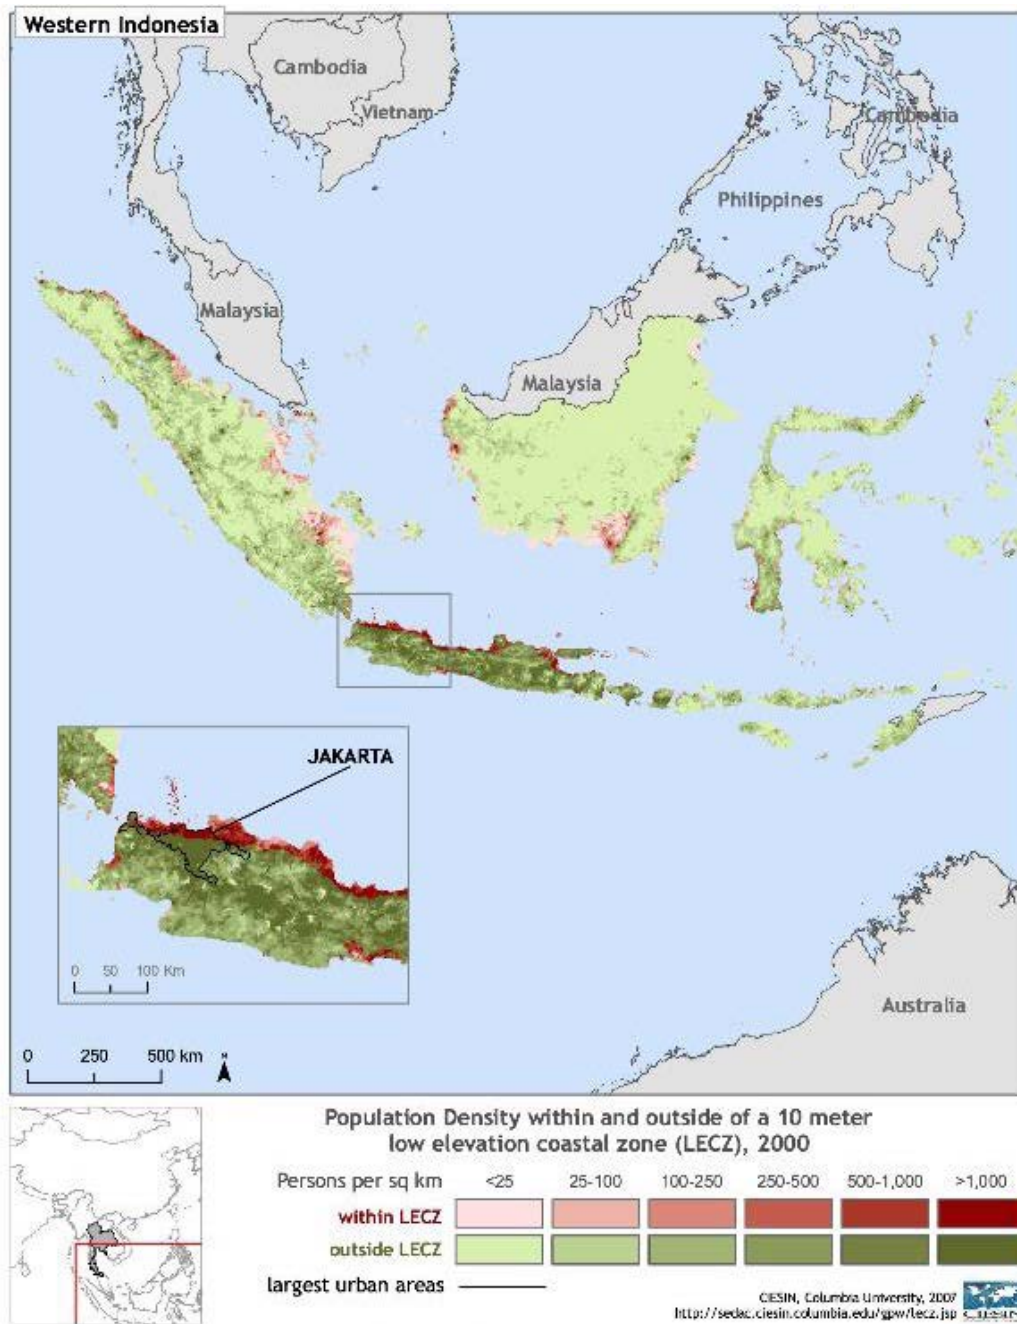 Western Indonesia
Cambodia
Vietnam
Cambodia
Philippines
Malaysia
Malaysia
JAKARTA
0 50 100 Km
Australia
0 250 500 km
N
Population Density within and outside of a 10 meter
low elevation coastal zone (LECZ), 2000
Persons per sq km <25 25-100 100-250 250-500 500-1,000 >1,000
within LECZ
outside LECZ
largest urban areas
CIESIN, Columbia University, 2007
http://sedac.ciesin.columbia.edu/gpw/lecz.jsp
CIESIN